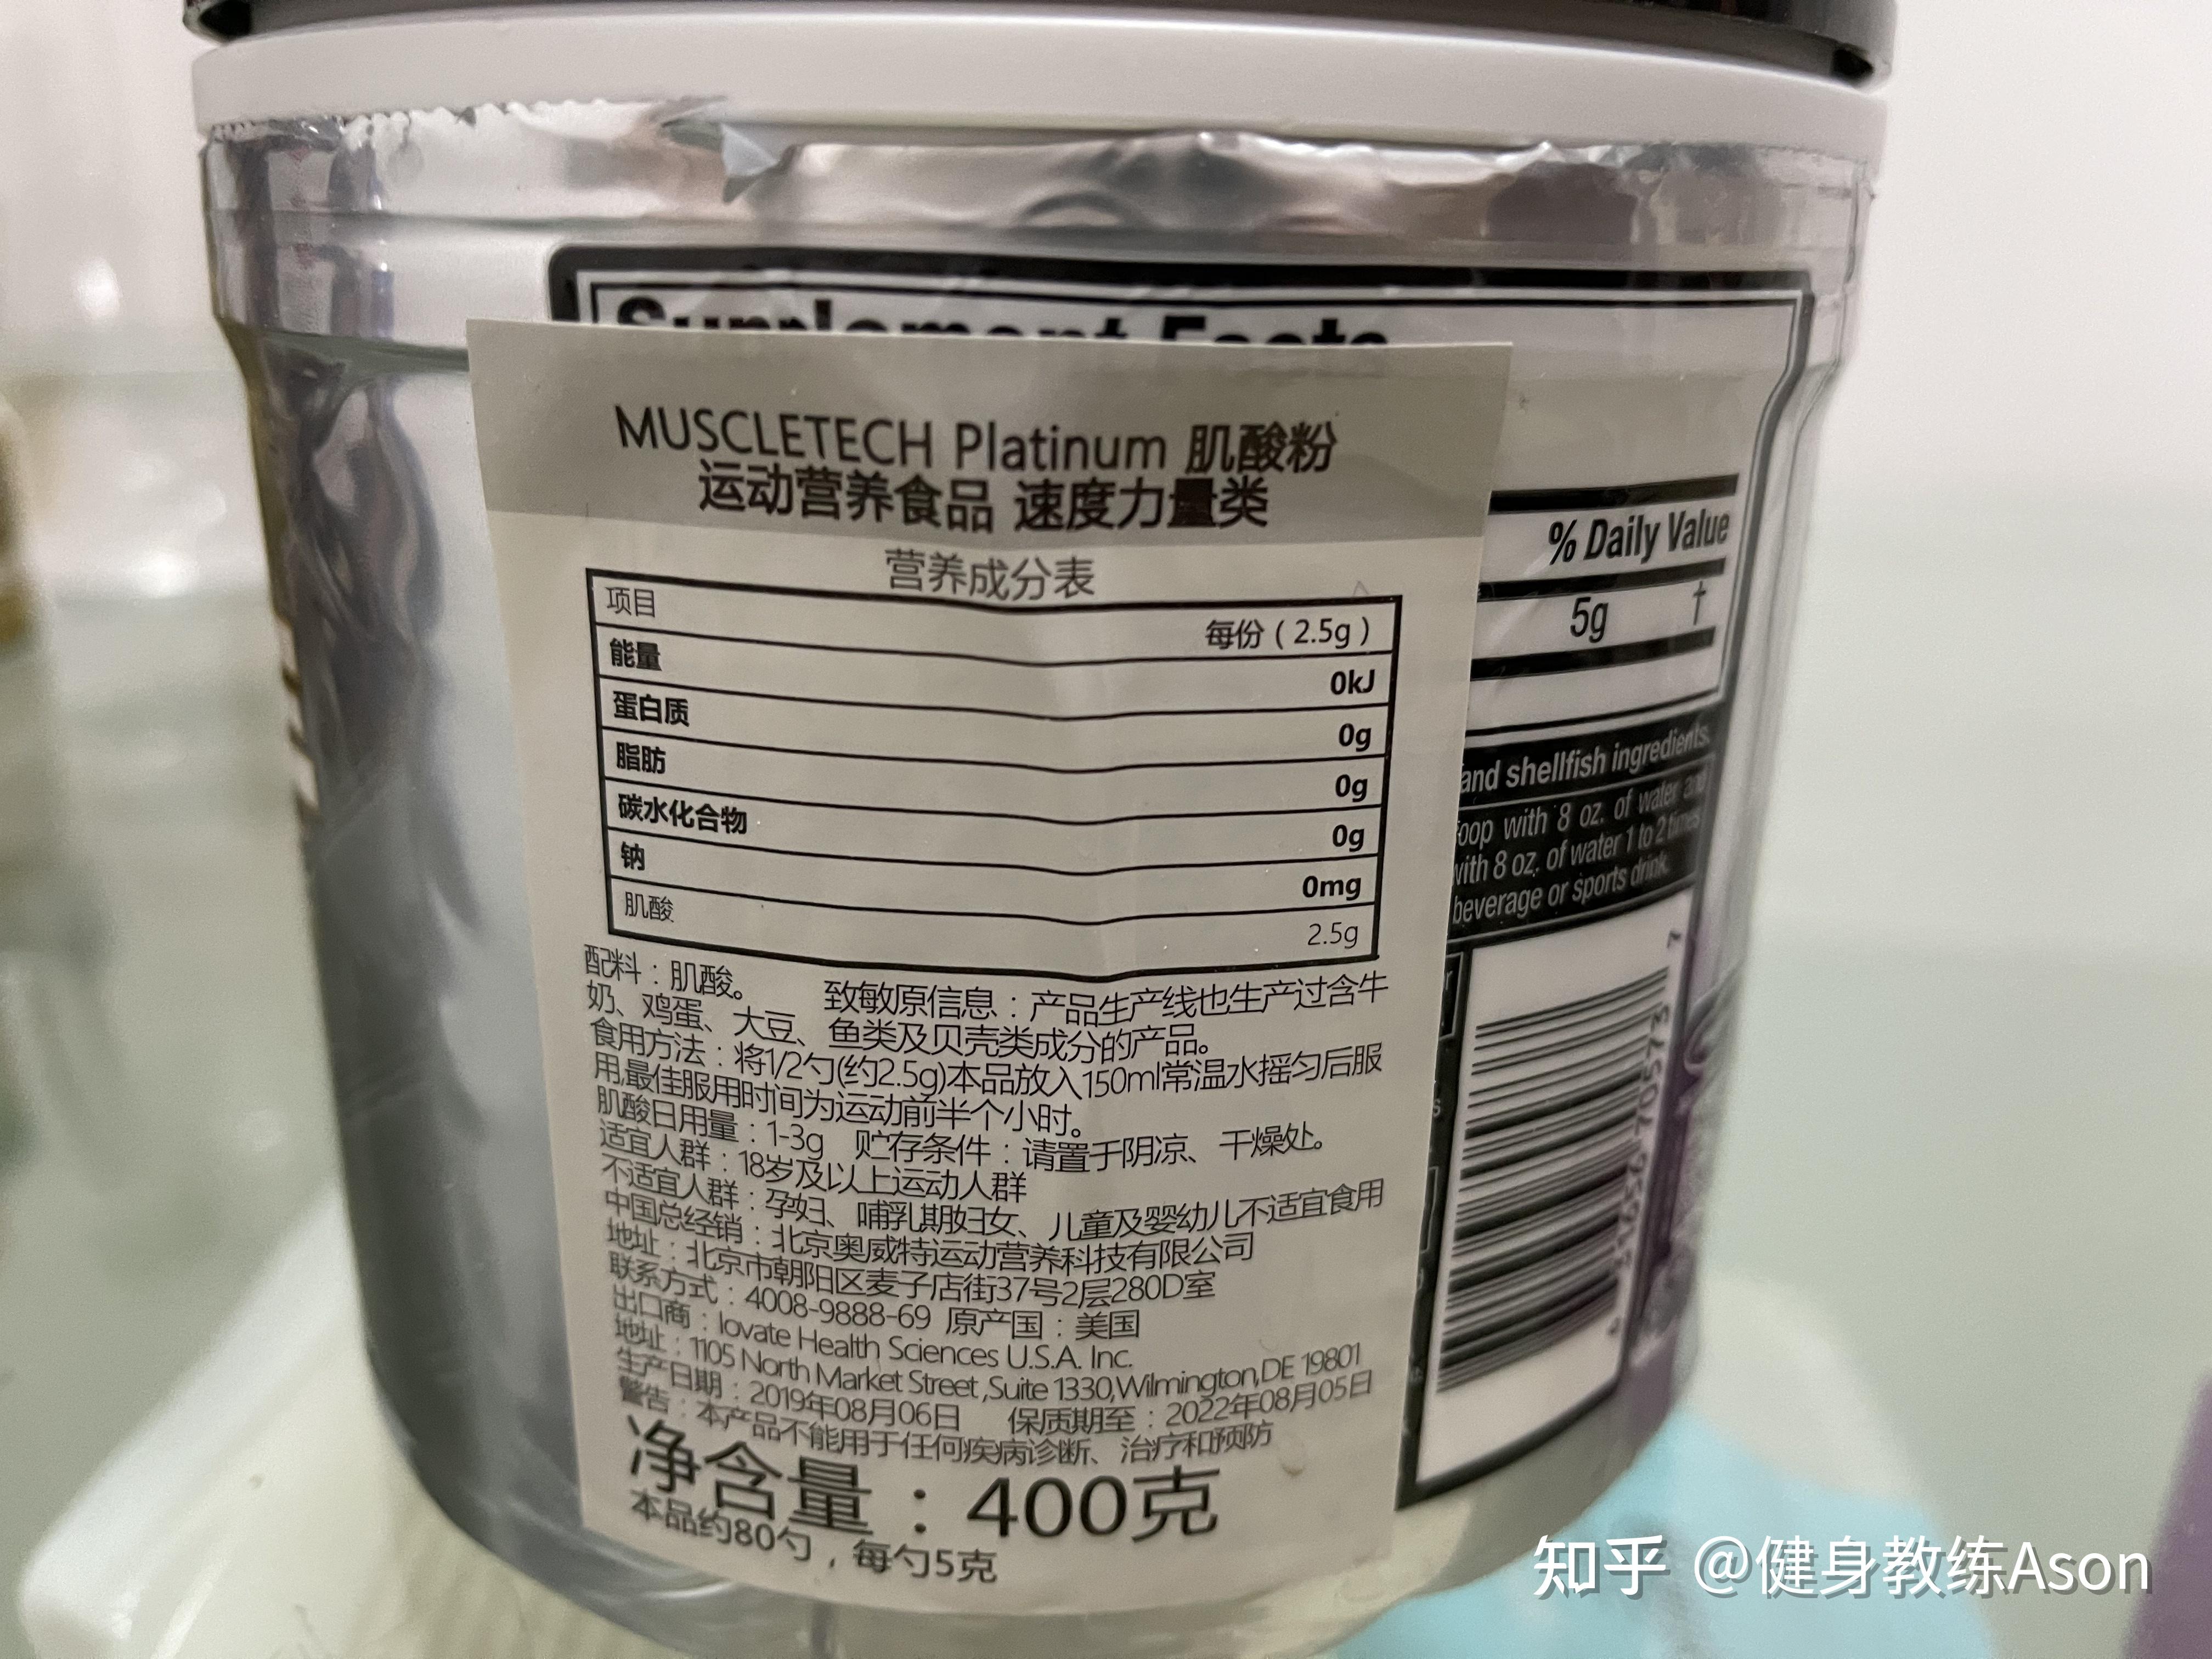 Supplement Facts
MUSCLETECH Platinum 肌酸粉
运动营养食品 速度力量类
营养成分表
项目 每份（2.5g）
能量 0kJ
蛋白质 0g
脂肪 0g
碳水化合物 0g
钠 0mg
肌酸 2.5g
配料：肌酸。 致敏原信息：产品生产线也生产过含牛
奶、鸡蛋、大豆、鱼类及贝壳类成分的产品。
食用方法：将1/2勺(约2.5g)本品放入150ml常温水摇匀后服
用,最佳服用时间为运动前半个小时。
肌酸日用量：1-3g 贮存条件：请置于阴凉、干燥处。
适宜人群：18岁及以上运动人群
不适宜人群：孕妇、哺乳期妇女、儿童及婴幼儿不适宜食用
中国总经销：北京奥威特运动营养科技有限公司
地址：北京市朝阳区麦子店街37号2层280D室
联系方式：4008-9888-69 原产国：美国
出口商：Iovate Health Sciences U.S.A. Inc.
地址：1105 North Market Street ,Suite 1330,Wilmington,DE 19801
生产日期：2019年08月06日 保质期至：2022年08月05日
警告：本产品不能用于任何疾病诊断、治疗和预防
净含量：400克
本品约80勺，每勺5克
% Daily Value
5g †
and shellfish ingredients.
oop with 8 oz. of water and
with 8 oz. of water 1 to 2 times
beverage or sports drink.
知乎 @健身教练Ason